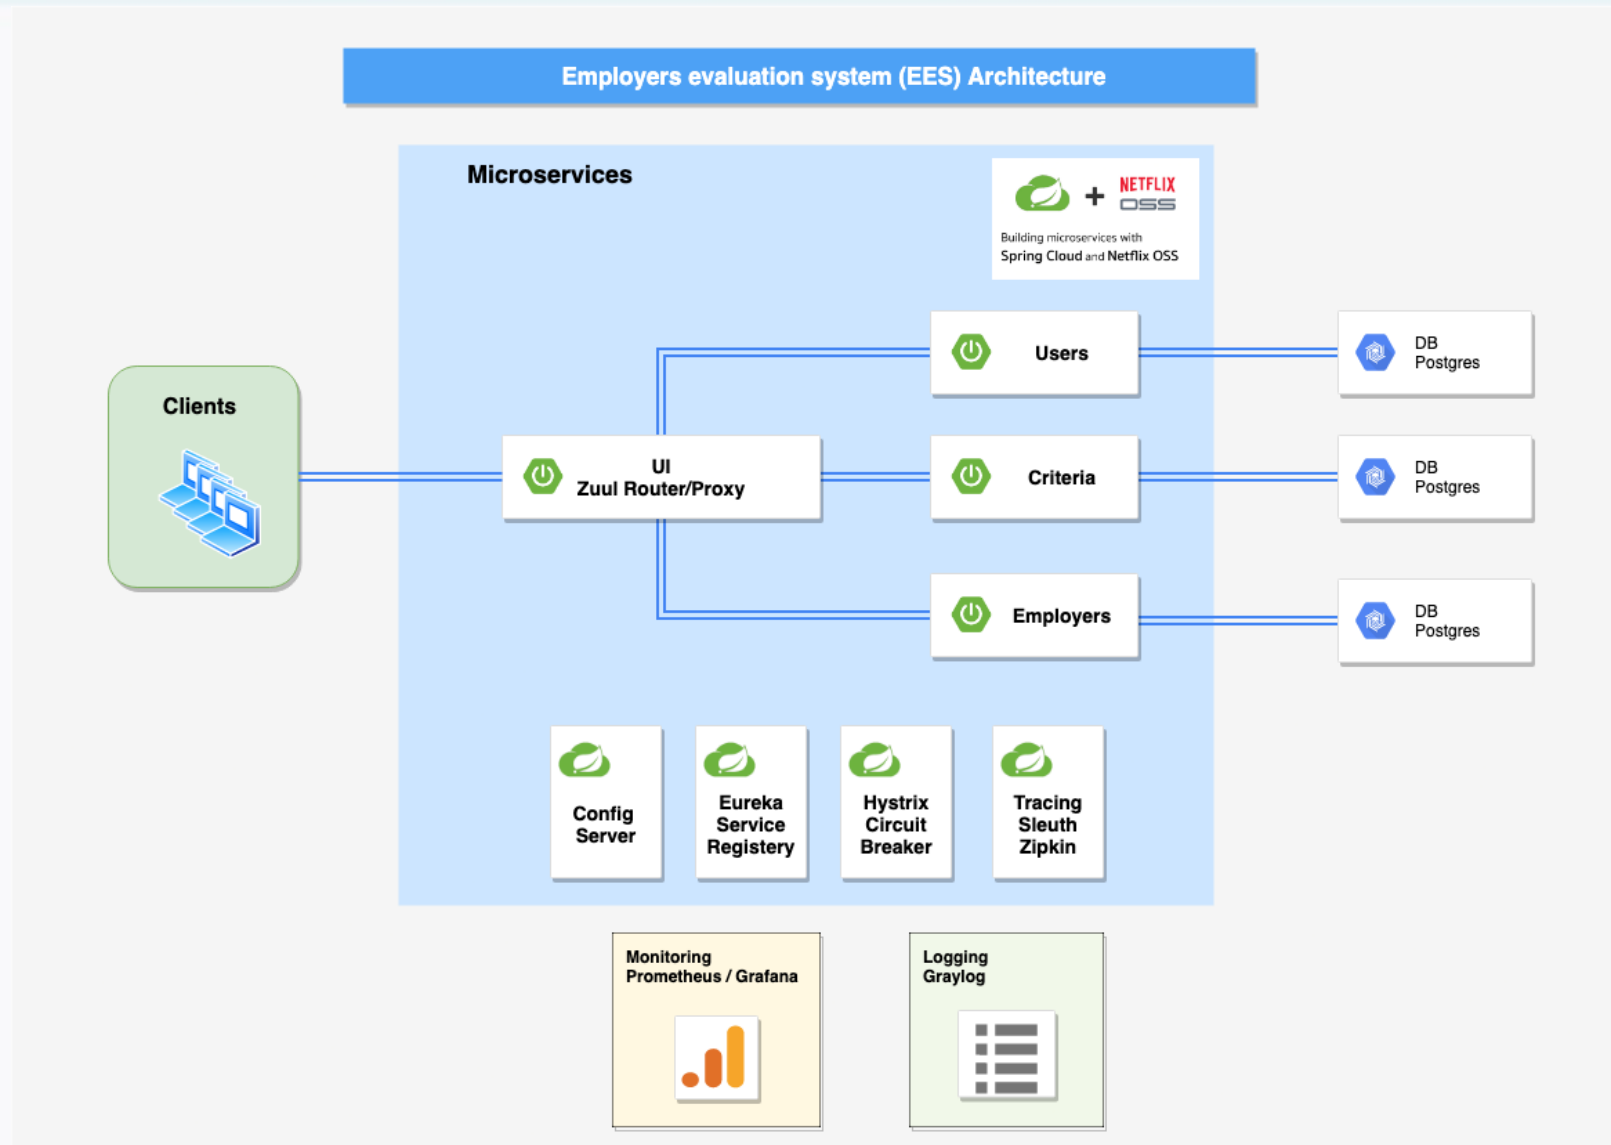 Employers evaluation system (EES) Architecture
Microservices
+ NETFLIX
OSS
Building microservices with
Spring Cloud and Netflix OSS
Users
DB
Postgres
Clients
UI
Zuul Router/Proxy
Criteria
DB
Postgres
Employers
DB
Postgres
Config
Server
Eureka
Service
Registery
Hystrix
Circuit
Breaker
Tracing
Sleuth
Zipkin
Monitoring
Prometheus / Grafana
Logging
Graylog